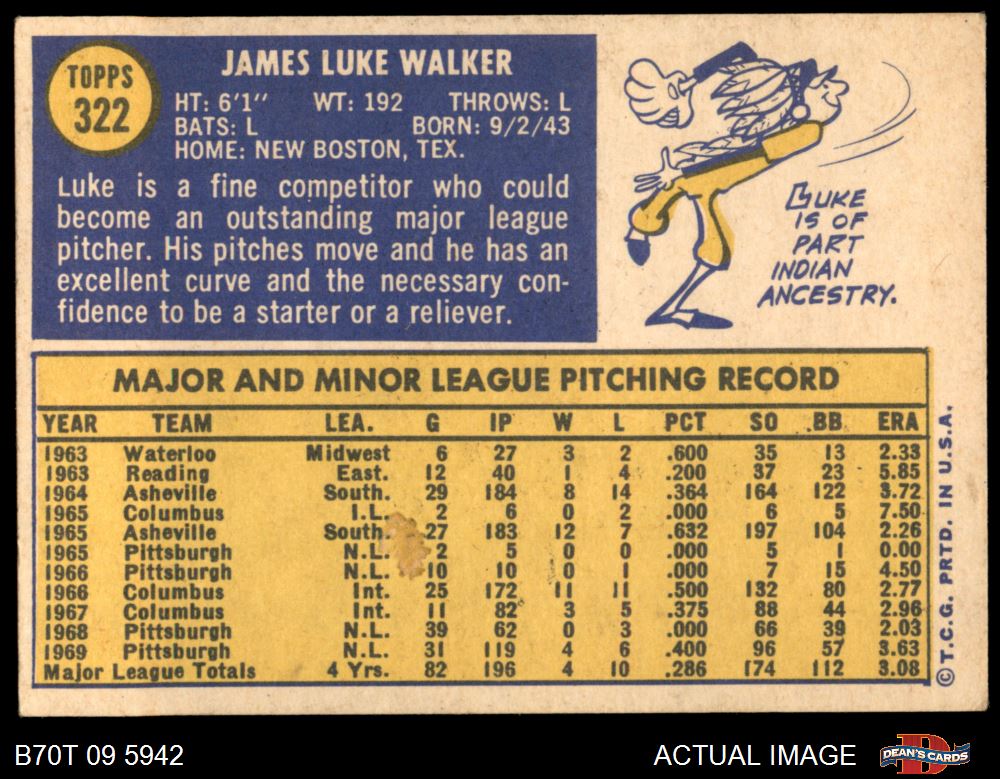 TOPPS
322
JAMES LUKE WALKER
HT: 6'1" WT: 192 THROWS: L
BATS: L BORN: 9/2/43
HOME: NEW BOSTON, TEX.
Luke is a fine competitor who could
become an outstanding major league
pitcher. His pitches move and he has an
excellent curve and the necessary con-
fidence to be a starter or a reliever.
LUKE
IS OF
PART
INDIAN
ANCESTRY.
MAJOR AND MINOR LEAGUE PITCHING RECORD
YEAR TEAM LEA. G IP W L PCT SO BB ERA
1963 Waterloo Midwest 6 27 3 2 .600 35 13 2.33
1963 Reading East. 12 40 1 4 .200 37 23 5.85
1964 Asheville South. 29 184 8 14 .364 164 122 3.72
1965 Columbus I.L. 2 6 0 2 .000 6 5 7.50
1965 Asheville South. 27 183 12 7 .632 197 104 2.26
1965 Pittsburgh N.L. 2 5 0 0 .000 5 1 0.00
1966 Pittsburgh N.L. 10 10 0 1 .000 7 15 4.50
1966 Columbus Int. 25 172 11 11 .500 132 80 2.77
1967 Columbus Int. 11 82 3 5 .375 88 44 2.96
1968 Pittsburgh N.L. 39 62 0 3 .000 66 39 2.03
1969 Pittsburgh N.L. 31 119 4 6 .400 96 57 3.63
Major League Totals 4 Yrs. 82 196 4 10 .286 174 112 3.08
© T.C.G. PRTD. IN U.S.A.
B70T 09 5942
ACTUAL IMAGE
DEAN'S CARDS